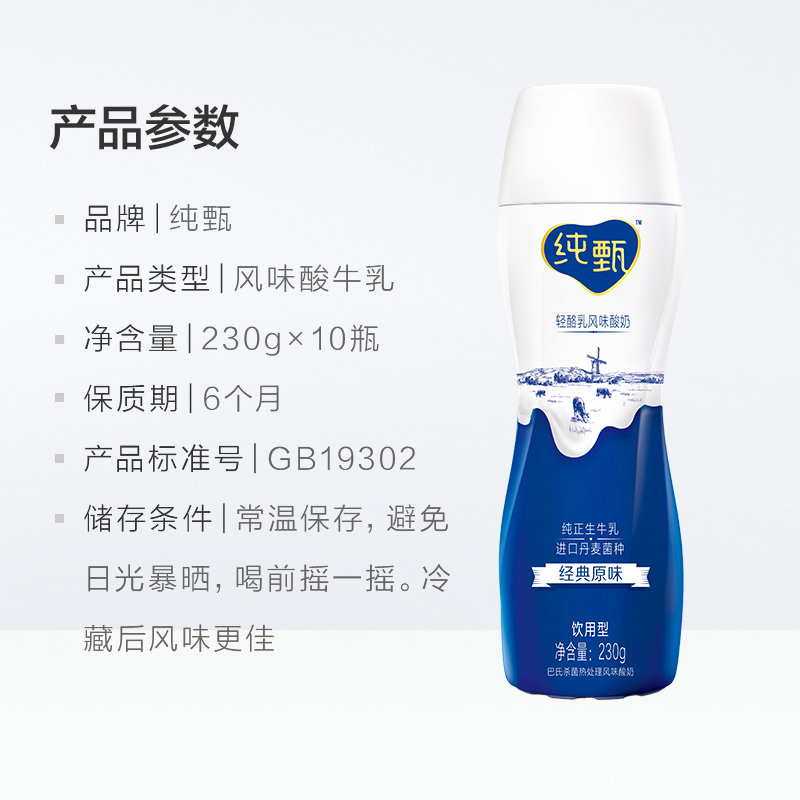 产品参数
品牌|纯甄
产品类型|风味酸牛乳
净含量|230g×10瓶
保质期|6个月
产品标准号|GB19302
储存条件|常温保存，避免
日光暴晒，喝前摇一摇。冷
藏后风味更佳
纯甄
TM
轻酪乳风味酸奶
纯正生牛乳
进口丹麦菌种
经典原味
饮用型
净含量：230g
巴氏杀菌热处理风味酸奶